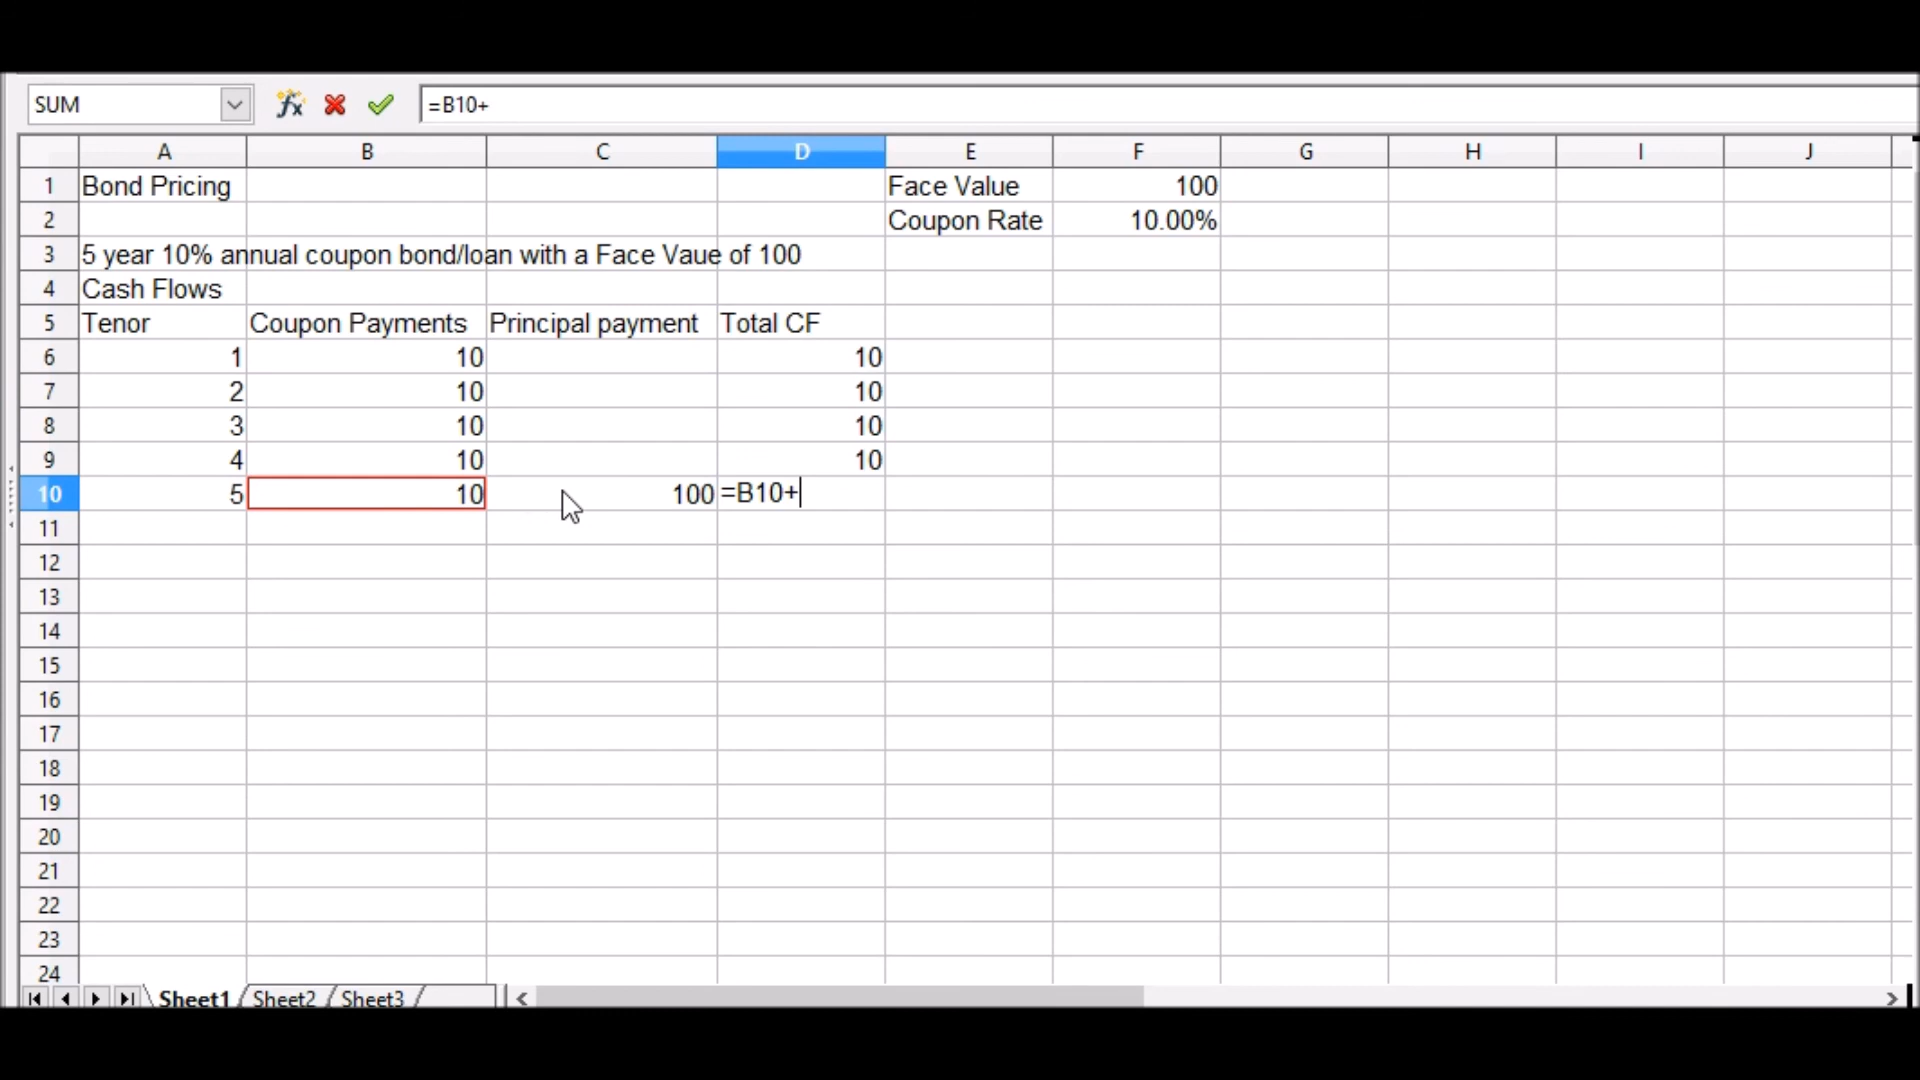 SUM =B10+
A B C D E F G H I J
1 Bond Pricing Face Value 100
2 Coupon Rate 10.00%
3 5 year 10% annual coupon bond/loan with a Face Vaue of 100
4 Cash Flows
5 Tenor Coupon Payments Principal payment Total CF
6 1 10 10
7 2 10 10
8 3 10 10
9 4 10 10
10 5 10 100 =B10+
11
12
13
14
15
16
17
18
19
20
21
22
23
24
Sheet1 Sheet2 Sheet3